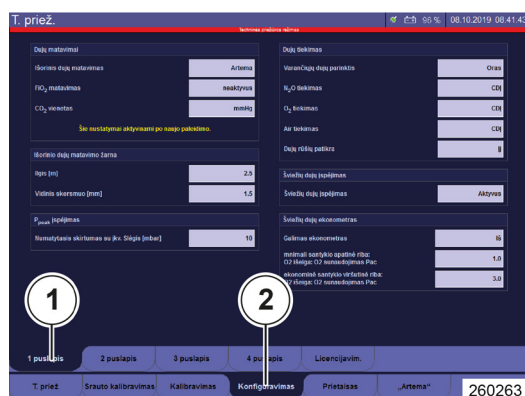 T. priež.
96 %
08.10.2019 08.41.43
Techninės priežiūros režimas
Dujų matavimai
Išorinis dujų matavimas Artema
FiO2 matavimas neaktyvus
CO2 vienetas mmHg
Šie nustatymai aktyvinami po naujo paleidimo.
Išorinio dujų matavimo žarna
Ilgis [m] 2.5
Vidinis skersmuo [mm] 1.5
Ppeak įspėjimas
Numatytasis skirtumas su įkv. Slėgis [mbar] 10
Dujų tiekimas
Varančiųjų dujų parinktis Oras
N2O tiekimas CDĮ
O2 tiekimas CDĮ
Air tiekimas CDĮ
Dujų rūšių patikra Įj
Šviežių dujų įspėjimas
Šviežių dujų įspėjimas Aktyvus
Šviežių dujų ekonometras
Galimas ekonometras Iš
mnimali santykio apatinė riba:
O2 išeiga: O2 sunaudojimas Pac 1.0
ekonominė santykio viršutinė riba:
O2 išeiga: O2 sunaudojimas Pac 3.0
1
2
1 puslapis
2 puslapis
3 puslapis
4 puslapis
Licencijavim.
T. priež
Srauto kalibravimas
Kalibravimas
Konfigūravimas
Prietaisas
„Artema“
260263